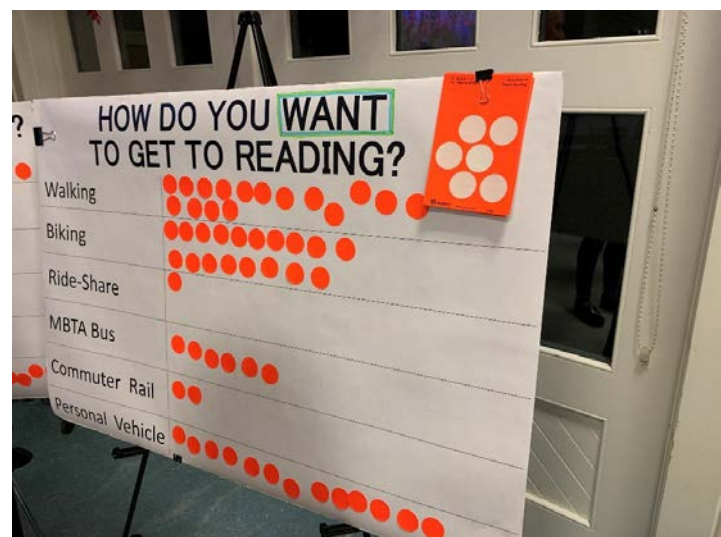 ?
HOW DO YOU WANT
TO GET TO READING?
Walking
Biking
Ride-Share
MBTA Bus
Commuter Rail
Personal Vehicle